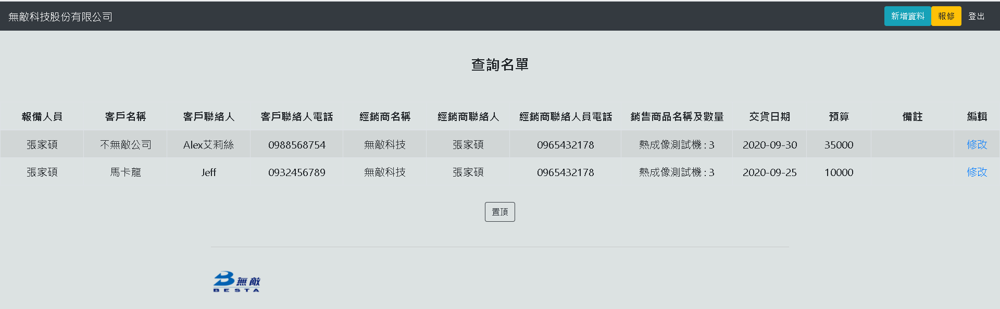 無敵科技股份有限公司 新增資料 報修 登出
查詢名單
報備人員 客戶名稱 客戶聯絡人 客戶聯絡人電話 經銷商名稱 經銷商聯絡人 經銷商聯絡人員電話 銷售商品名稱及數量 交貨日期 預算 備註 編輯
張家碩 不無敵公司 Alex艾莉絲 0988568754 無敵科技 張家碩 0965432178 熱成像測試機 : 3 2020-09-30 35000 修改
張家碩 馬卡龍 Jeff 0932456789 無敵科技 張家碩 0965432178 熱成像測試機 : 3 2020-09-25 10000 修改
置頂
無敵
BESTA